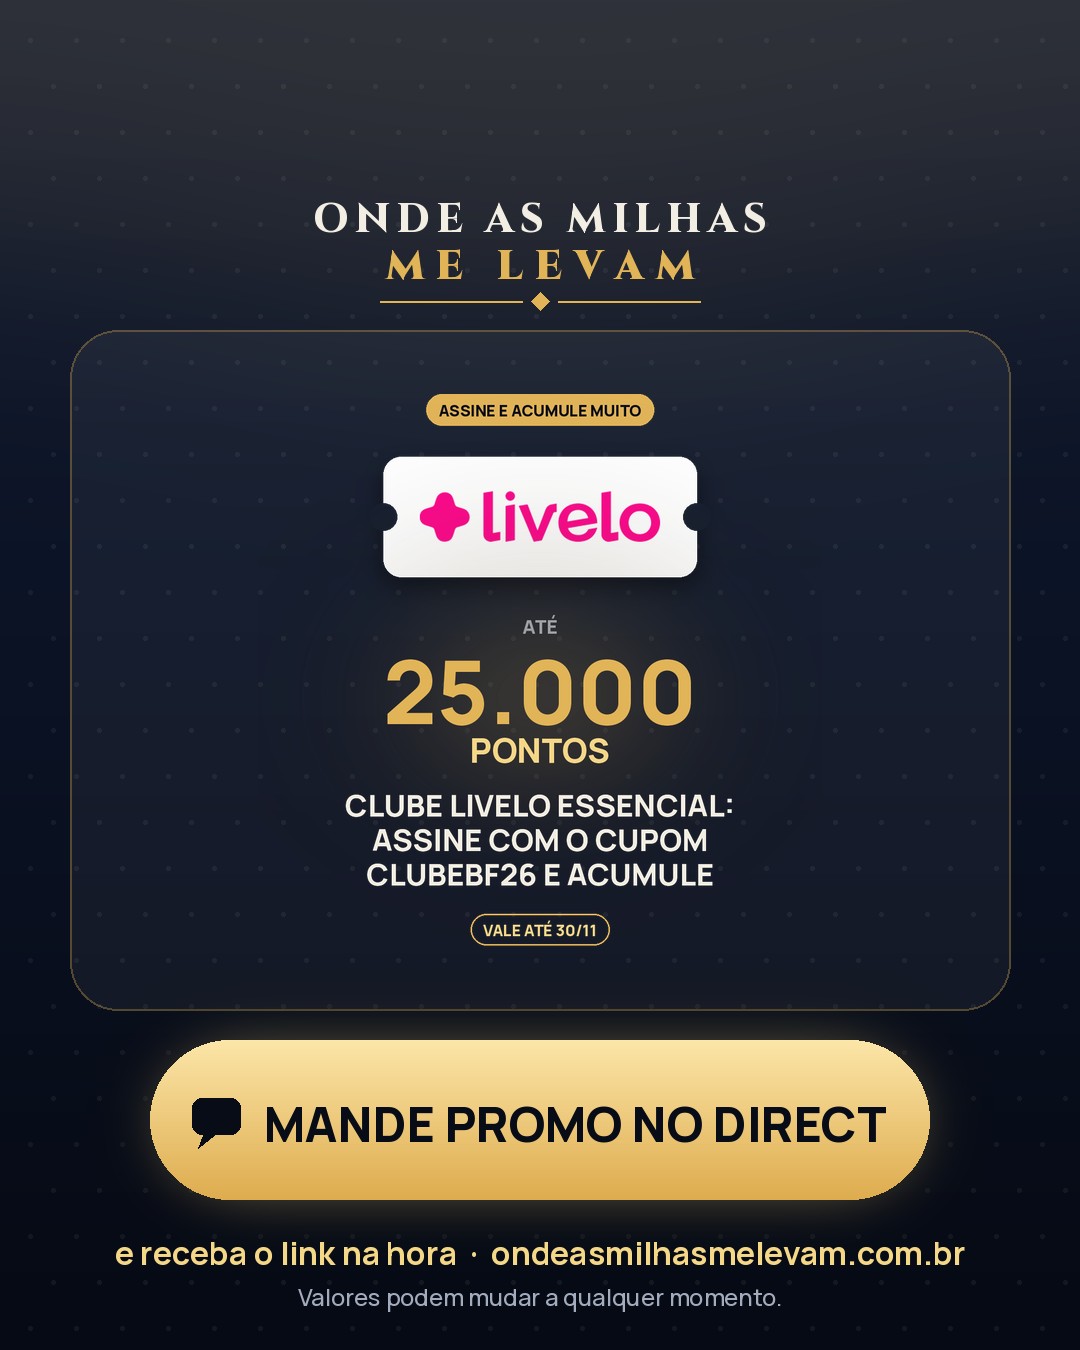 ONDE AS MILHAS
ME LEVAM
ASSINE E ACUMULE MUITO
livelo
ATÉ
25.000
PONTOS
CLUBE LIVELO ESSENCIAL:
ASSINE COM O CUPOM
CLUBEBF26 E ACUMULE
VALE ATÉ 30/11
MANDE PROMO NO DIRECT
e receba o link na hora · ondeasmilhasmelevam.com.br
Valores podem mudar a qualquer momento.